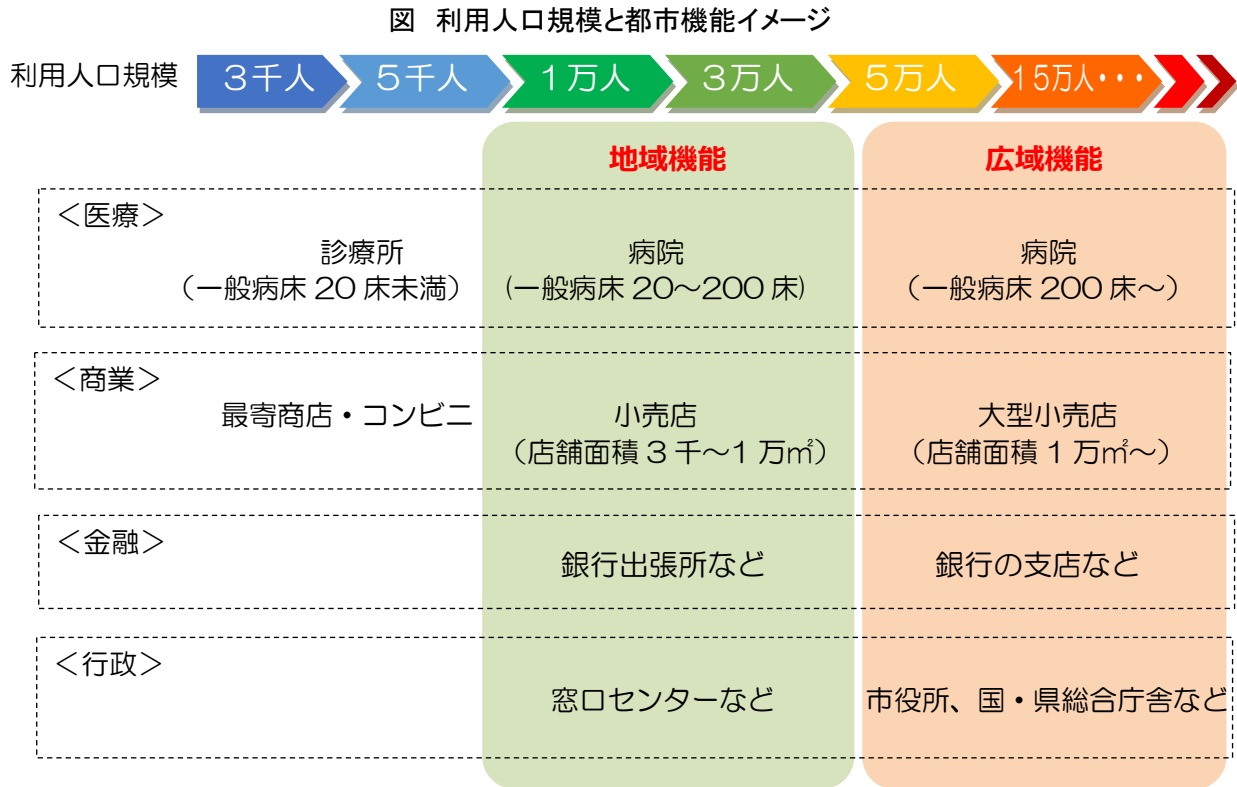 図 利用人口規模と都市機能イメージ
利用人口規模 3千人 5千人 1万人 3万人 5万人 15万人・・・
地域機能 広域機能
<医療>
診療所 病院 病院
(一般病床 20 床未満) (一般病床 20~200 床) (一般病床 200 床~)
<商業>
最寄商店・コンビニ 小売店 大型小売店
(店舗面積 3 千~1 万㎡) (店舗面積 1 万㎡~)
<金融>
銀行出張所など 銀行の支店など
<行政>
窓口センターなど 市役所、国・県総合庁舎など